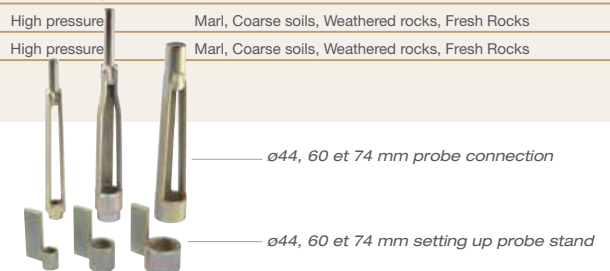 High pressure Marl, Coarse soils, Weathered rocks, Fresh Rocks
High pressure Marl, Coarse soils, Weathered rocks, Fresh Rocks
ø44, 60 et 74 mm probe connection
ø44, 60 et 74 mm setting up probe stand